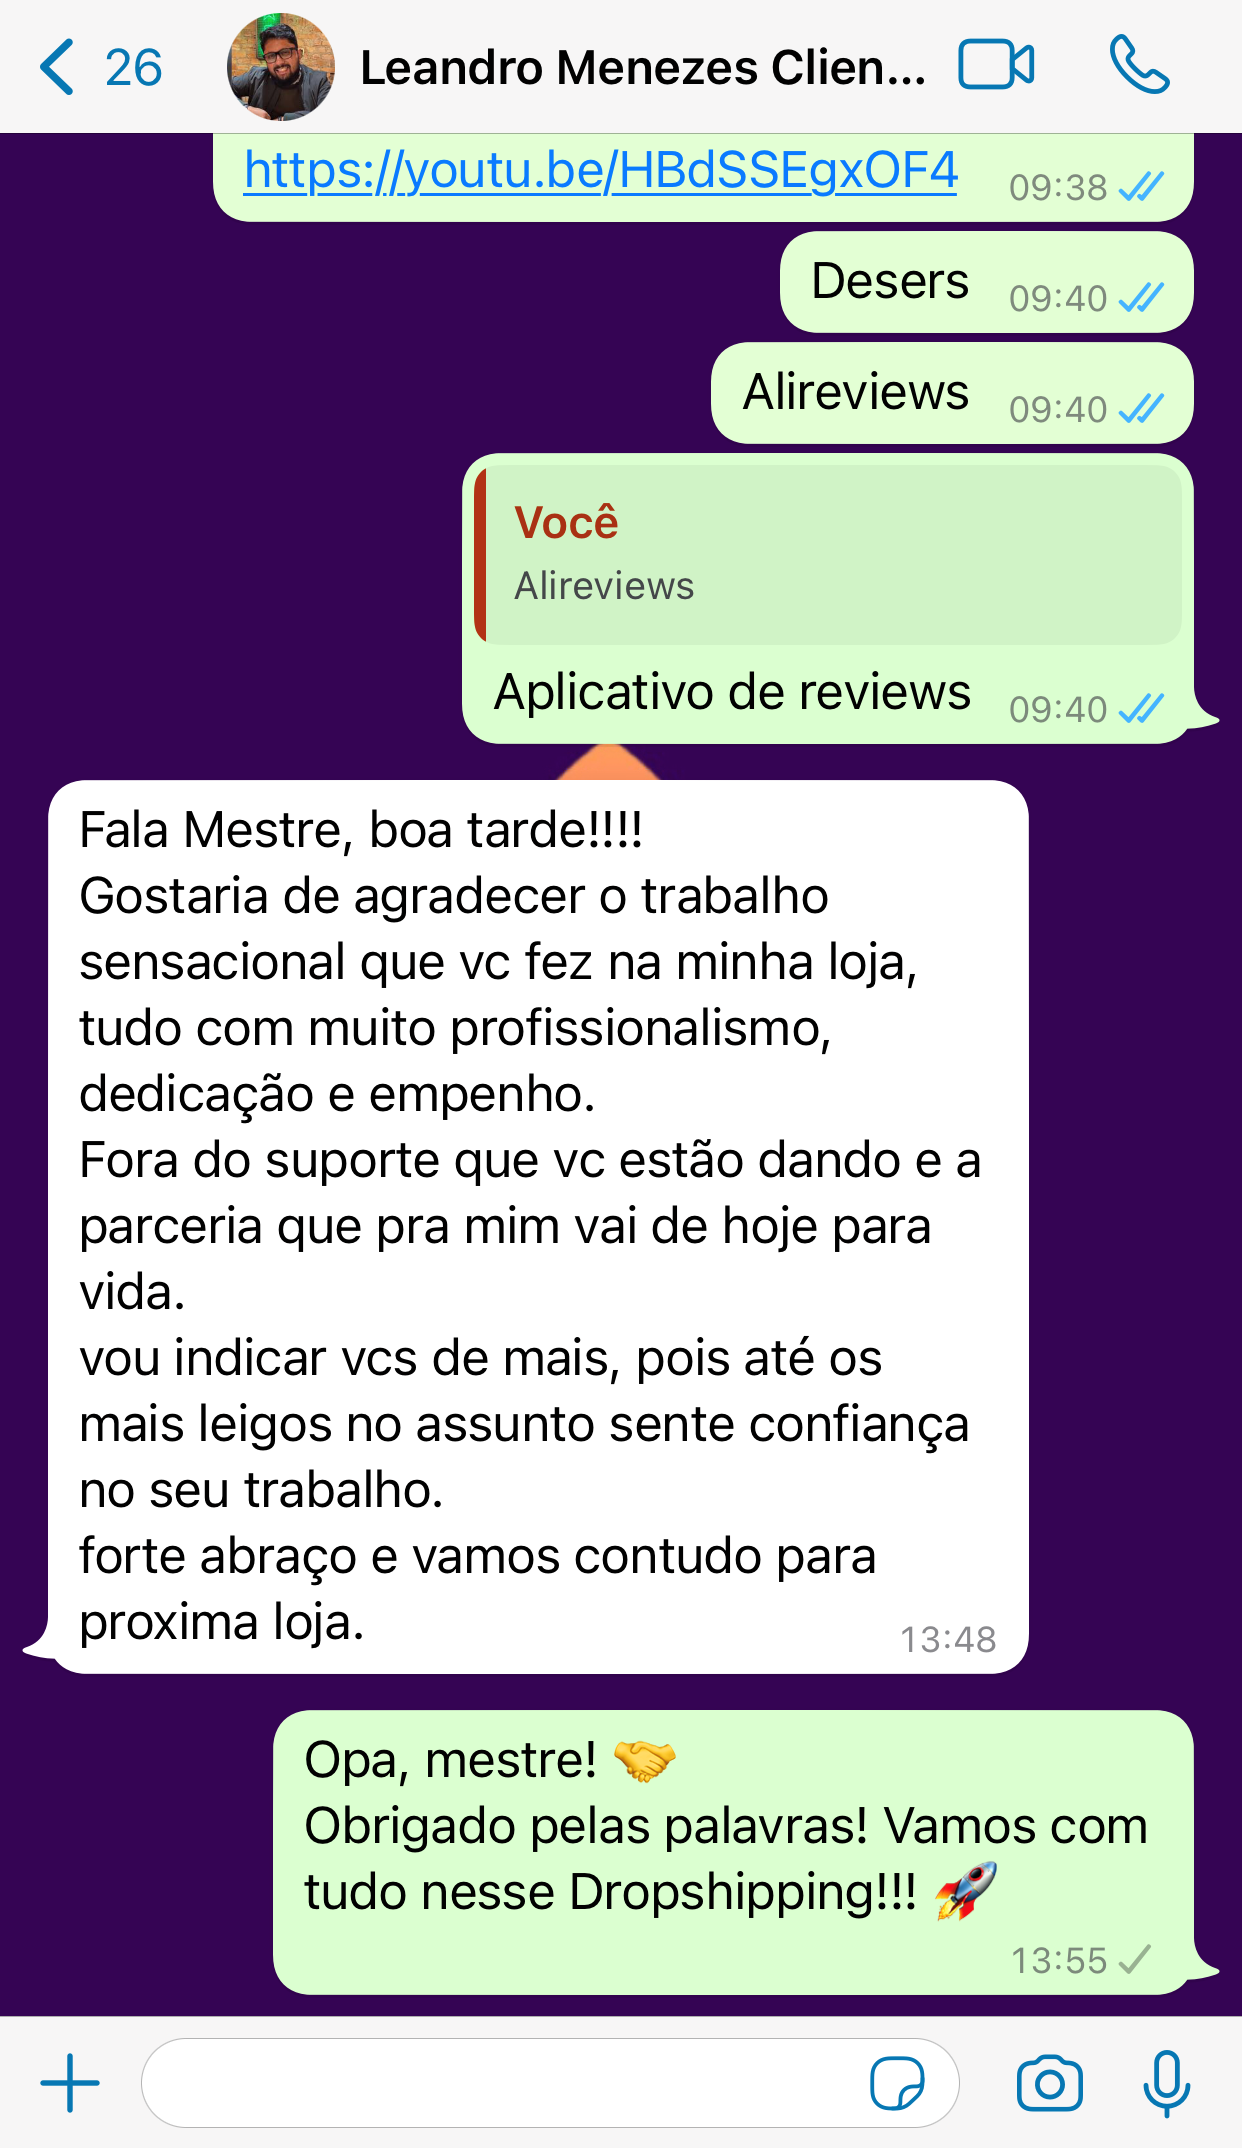 26
Leandro Menezes Clien...
https://youtu.be/HBdSSEgxOF4
09:38
Desers
09:40
Alireviews
09:40
Você
Alireviews
Aplicativo de reviews
09:40
Fala Mestre, boa tarde!!!!
Gostaria de agradecer o trabalho
sensacional que vc fez na minha loja,
tudo com muito profissionalismo,
dedicação e empenho.
Fora do suporte que vc estão dando e a
parceria que pra mim vai de hoje para
vida.
vou indicar vcs de mais, pois até os
mais leigos no assunto sente confiança
no seu trabalho.
forte abraço e vamos contudo para
proxima loja.
13:48
Opa, mestre! 🤝
Obrigado pelas palavras! Vamos com
tudo nesse Dropshipping!!! 🚀
13:55